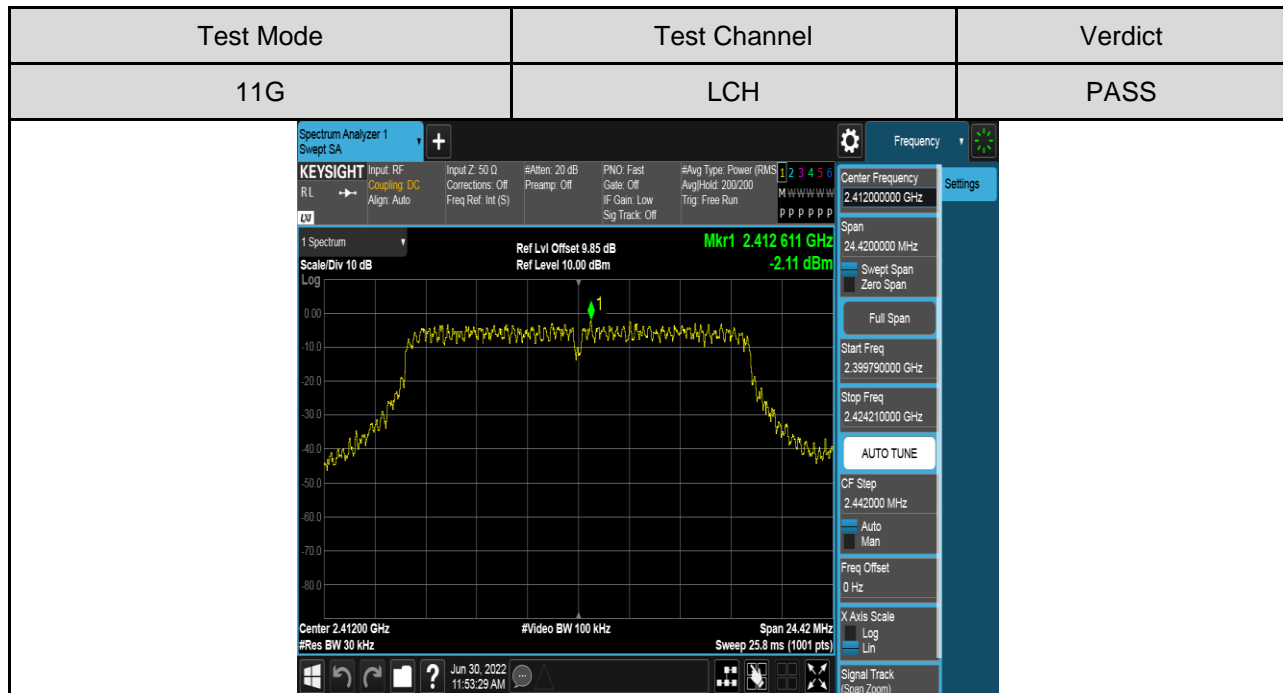 Test Mode Test Channel Verdict
11G LCH PASS
Spectrum Analyzer 1
Swept SA
+
Frequency
KEYSIGHT
RL
LXI
Input: RF
Coupling: DC
Align: Auto
Input Z: 50 Ω
Corrections: Off
Freq Ref: Int (S)
#Atten: 20 dB
Preamp: Off
PNO: Fast
Gate: Off
IF Gain: Low
Sig Track: Off
#Avg Type: Power (RMS
Avg|Hold: 200/200
Trig: Free Run
1 2 3 4 5 6
M W W W W W
P P P P P P
1 Spectrum
Scale/Div 10 dB
Ref Lvl Offset 9.85 dB
Ref Level 10.00 dBm
Mkr1 2.412 611 GHz
-2.11 dBm
Log
1
0.00
-10.0
-20.0
-30.0
-40.0
-50.0
-60.0
-70.0
-80.0
Center 2.41200 GHz
#Res BW 30 kHz
#Video BW 100 kHz
Span 24.42 MHz
Sweep 25.8 ms (1001 pts)
Settings
Center Frequency
2.412000000 GHz
Span
24.4200000 MHz
Swept Span
Zero Span
Full Span
Start Freq
2.399790000 GHz
Stop Freq
2.424210000 GHz
AUTO TUNE
CF Step
2.442000 MHz
Auto
Man
Freq Offset
0 Hz
X Axis Scale
Log
Lin
Signal Track
(Span Zoom)
?
Jun 30, 2022
11:53:29 AM